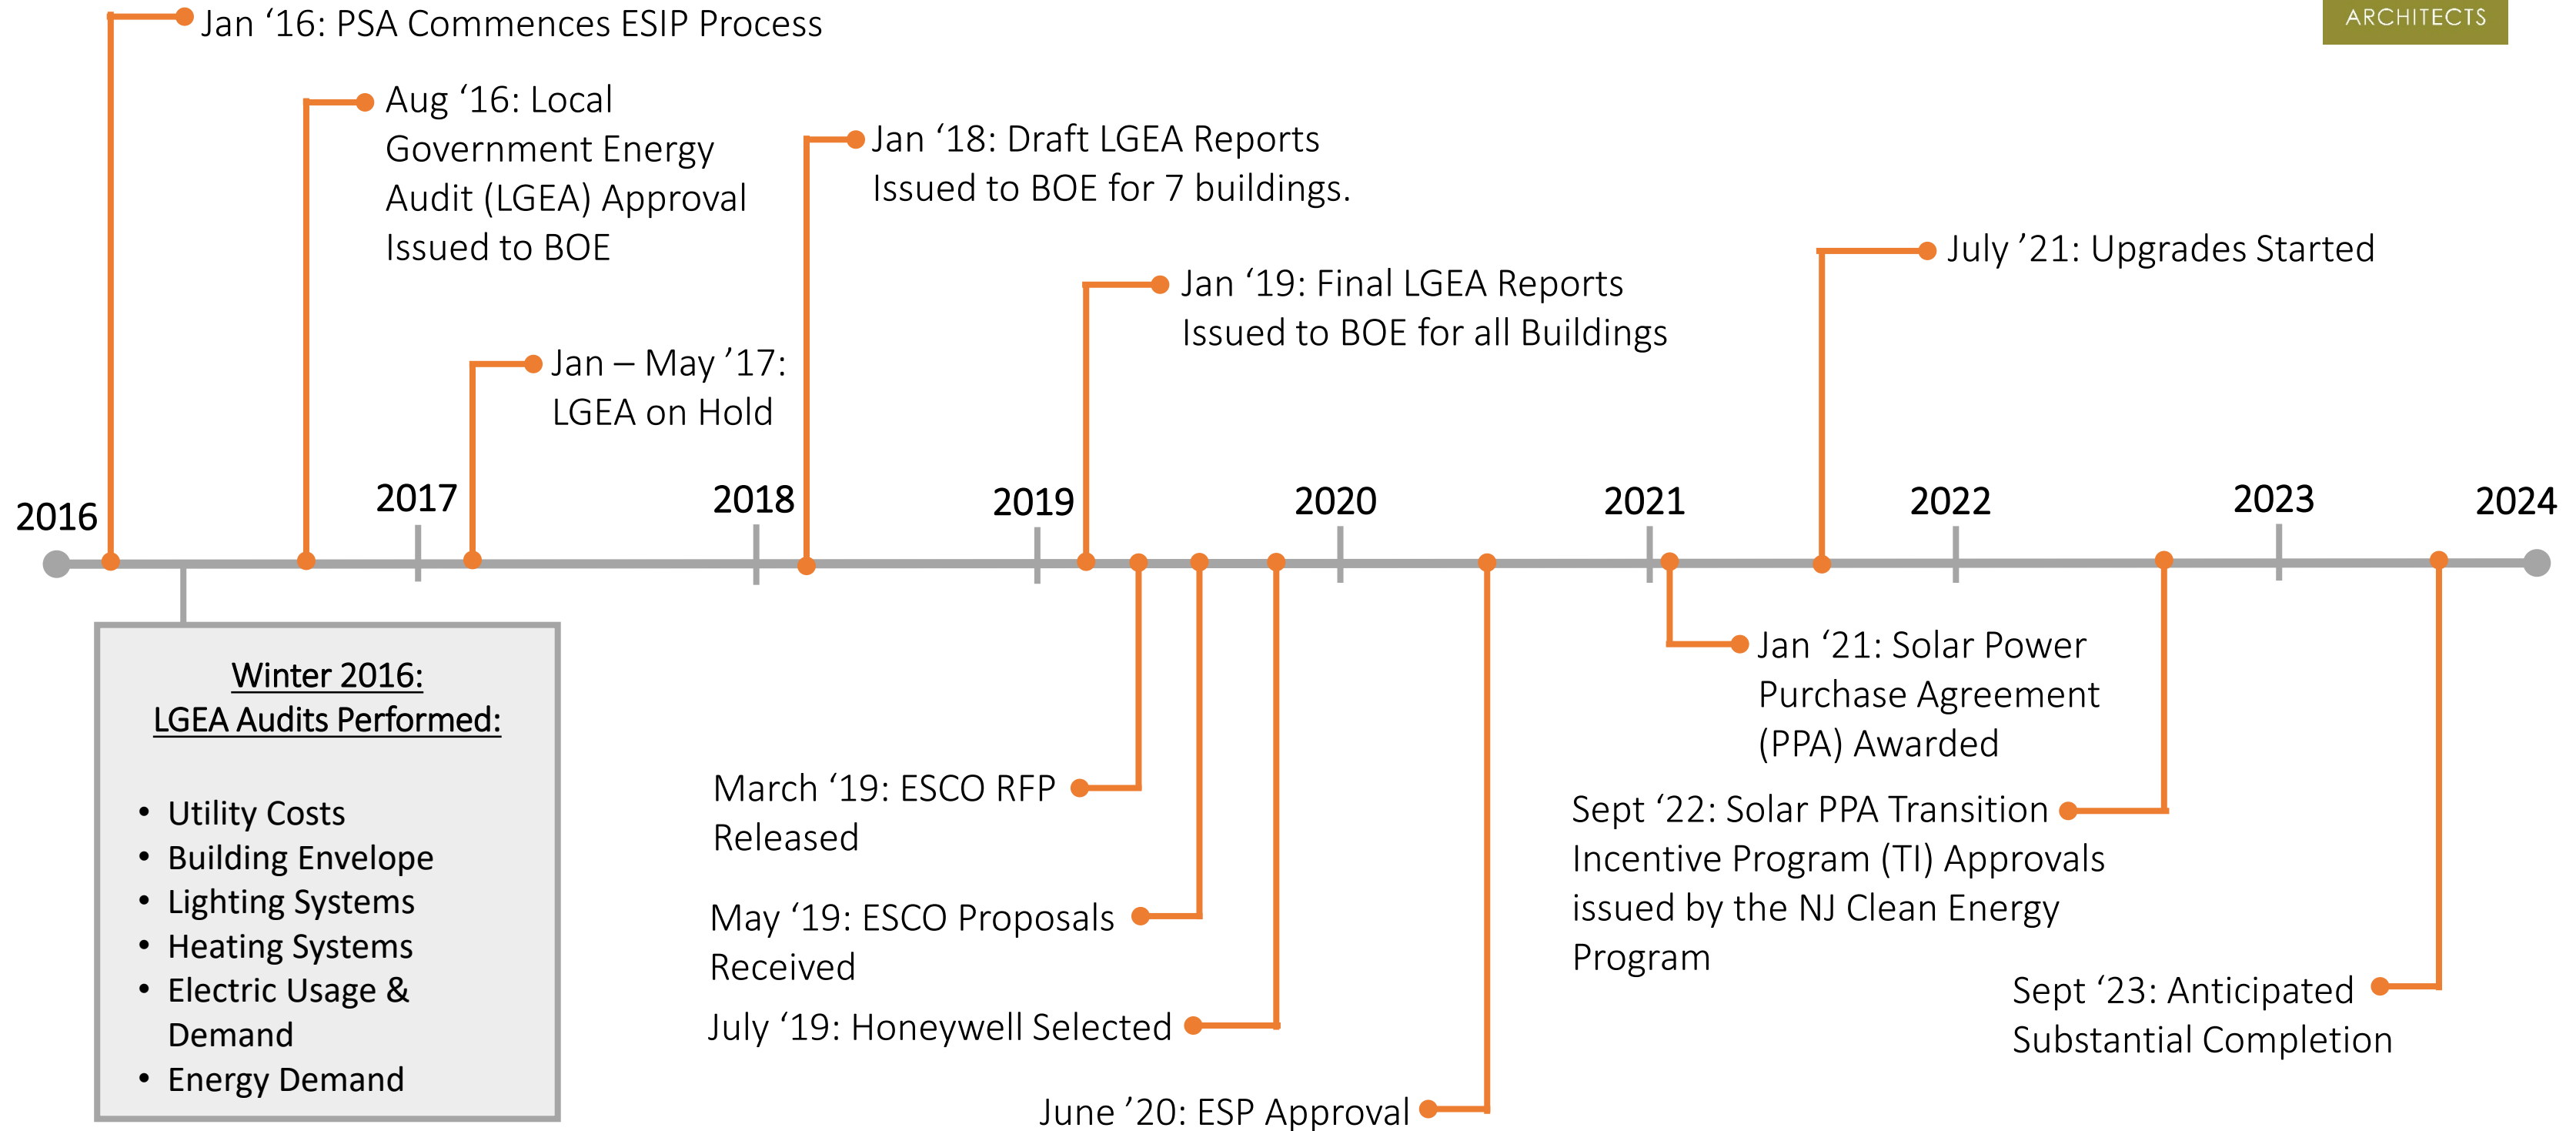 ARCHITECTS
Jan ‘16: PSA Commences ESIP Process
Aug ‘16: Local
Government Energy
Audit (LGEA) Approval
Issued to BOE
Jan ‘18: Draft LGEA Reports
Issued to BOE for 7 buildings.
July ’21: Upgrades Started
Jan ‘19: Final LGEA Reports
Issued to BOE for all Buildings
Jan – May ’17:
LGEA on Hold
2016
2017
2018
2019
2020
2021
2022
2023
2024
Winter 2016:
LGEA Audits Performed:
• Utility Costs
• Building Envelope
• Lighting Systems
• Heating Systems
• Electric Usage &
Demand
• Energy Demand
March ‘19: ESCO RFP
Released
May ‘19: ESCO Proposals
Received
July ‘19: Honeywell Selected
June ’20: ESP Approval
Jan ‘21: Solar Power
Purchase Agreement
(PPA) Awarded
Sept ‘22: Solar PPA Transition
Incentive Program (TI) Approvals
issued by the NJ Clean Energy
Program
Sept ‘23: Anticipated
Substantial Completion